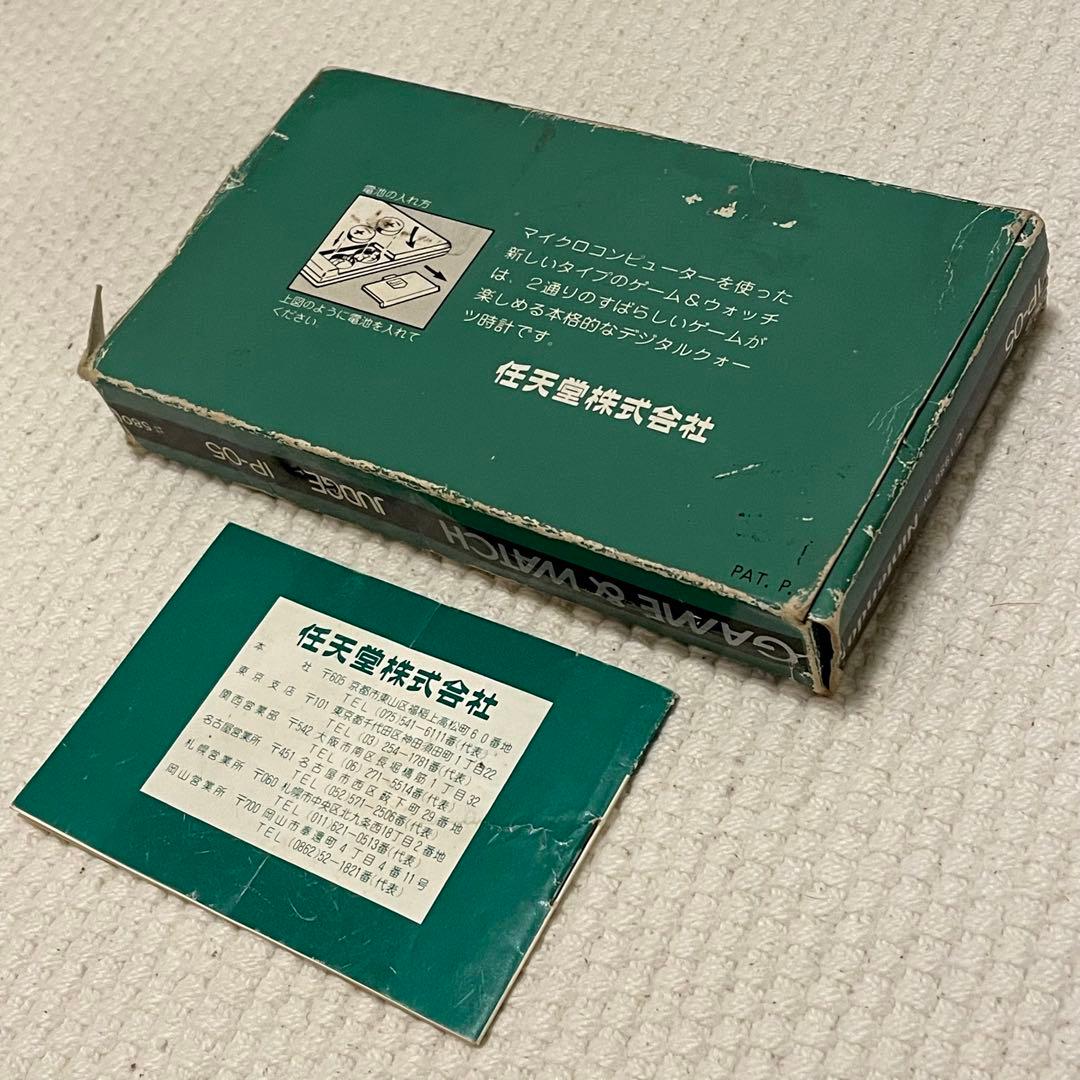 電池の入れ方
上図のように電池を入れて
ください
マイクロコンピューターを使った
新しいタイプのゲーム&ウォッチ
は、2通りのすばらしいゲームが
楽しめる本格的なデジタルクォー
ツ時計です。
任天堂株式会社
PAT. P.
GAME & WATCH JUDGE IP-05
IP-05
Nintendo
任天堂株式会社
本 社 〒605 京都市東山区福稲上高松町60番地
TEL (075)541-6111番(代表)
東京支店 〒101 東京都千代田区神田須田町1丁目22
TEL (03) 254-1781番(代表)
関西営業部 〒542 大阪市南区長堀橋筋1丁目32
TEL (06) 271-5514番(代表)
名古屋営業所 〒451 名古屋市西区薮下町29番地
TEL (052)571-2506番(代表)
札幌営業所 〒060 札幌市中央区北九条西18丁目2番地
TEL (011)621-0513番(代表)
岡山営業所 〒700 岡山市奉還町4丁目4番11号
TEL (0862)52-1821番(代表)